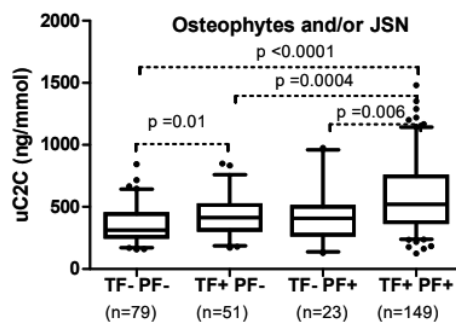 Osteophytes and/or JSN
2000
p <0.0001
1500
p =0.0004
p =0.01
p =0.006
1000
500
0
uC2C (ng/mmol)
TF- PF- TF+ PF- TF- PF+ TF+ PF+
(n=79) (n=51) (n=23) (n=149)